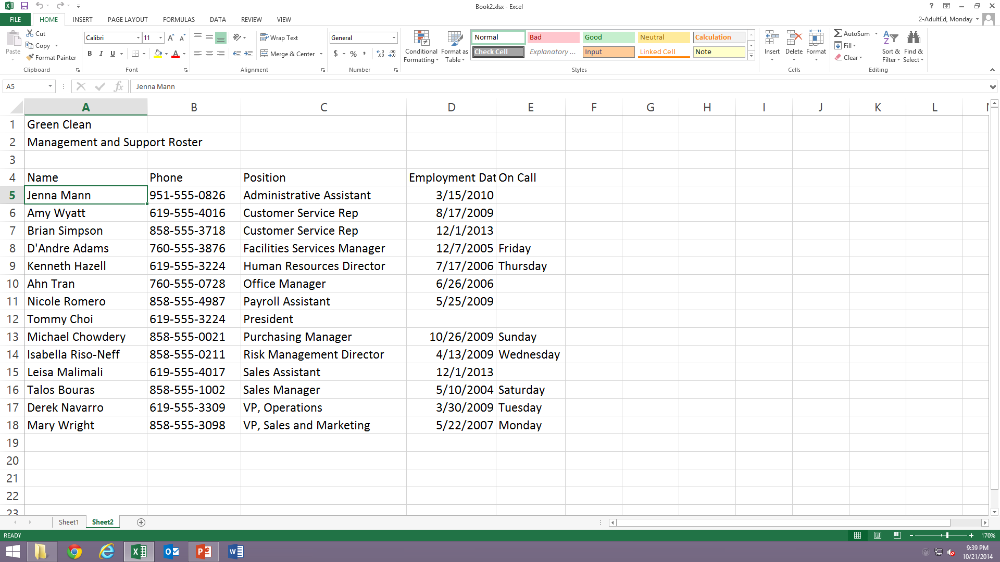 Book2.xlsx - Excel
FILE HOME INSERT PAGE LAYOUT FORMULAS DATA REVIEW VIEW
2-AdultEd, Monday
Paste
Cut
Copy
Format Painter
Clipboard
Calibri 11
B I U
Font
Wrap Text
Merge & Center
Alignment
General
$ % ,
Number
Conditional Formatting
Format as Table
Normal Bad Good Neutral Calculation
Check Cell Explanatory ... Input Linked Cell Note
Styles
Insert Delete Format
Cells
AutoSum
Fill
Clear
Sort & Filter
Find & Select
Editing
A5 fx Jenna Mann
A B C D E F G H I J K L
1 Green Clean
2 Management and Support Roster
3
4 Name Phone Position Employment Dat On Call
5 Jenna Mann 951-555-0826 Administrative Assistant 3/15/2010
6 Amy Wyatt 619-555-4016 Customer Service Rep 8/17/2009
7 Brian Simpson 858-555-3718 Customer Service Rep 12/1/2013
8 D'Andre Adams 760-555-3876 Facilities Services Manager 12/7/2005 Friday
9 Kenneth Hazell 619-555-3224 Human Resources Director 7/17/2006 Thursday
10 Ahn Tran 760-555-0728 Office Manager 6/26/2006
11 Nicole Romero 858-555-4987 Payroll Assistant 5/25/2009
12 Tommy Choi 619-555-3224 President
13 Michael Chowdery 858-555-0021 Purchasing Manager 10/26/2009 Sunday
14 Isabella Riso-Neff 858-555-0211 Risk Management Director 4/13/2009 Wednesday
15 Leisa Malimali 619-555-4017 Sales Assistant 12/1/2013
16 Talos Bouras 858-555-1002 Sales Manager 5/10/2004 Saturday
17 Derek Navarro 619-555-3309 VP, Operations 3/30/2009 Tuesday
18 Mary Wright 858-555-3098 VP, Sales and Marketing 5/22/2007 Monday
19
20
21
22
23
Sheet1 Sheet2
READY
170%
9:39 PM
10/21/2014